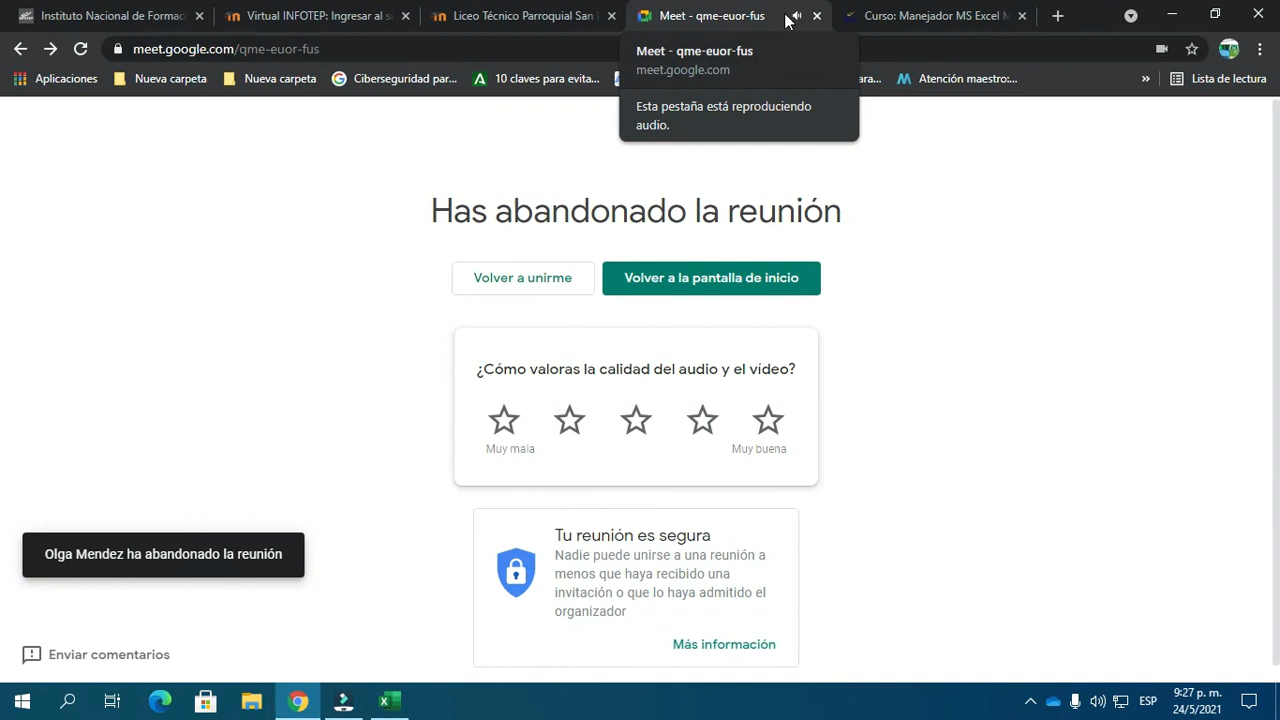 Instituto Nacional de Formaci
Virtual INFOTEP: Ingresar al si
Liceo Técnico Parroquial San
Meet - qme-euor-fus
Curso: Manejador MS Excel M
meet.google.com/qme-euor-fus
Meet - qme-euor-fus
meet.google.com
Esta pestaña está reproduciendo
audio.
Aplicaciones
Nueva carpeta
Nueva carpeta
Ciberseguridad par...
10 claves para evita...
ara...
Atención maestro:...
»
Lista de lectura
Has abandonado la reunión
Volver a unirme
Volver a la pantalla de inicio
¿Cómo valoras la calidad del audio y el vídeo?
Muy mala
Muy buena
Tu reunión es segura
Nadie puede unirse a una reunión a
menos que haya recibido una
invitación o que lo haya admitido el
organizador
Más información
Olga Mendez ha abandonado la reunión
Enviar comentarios
ESP
9:27 p. m.
24/5/2021